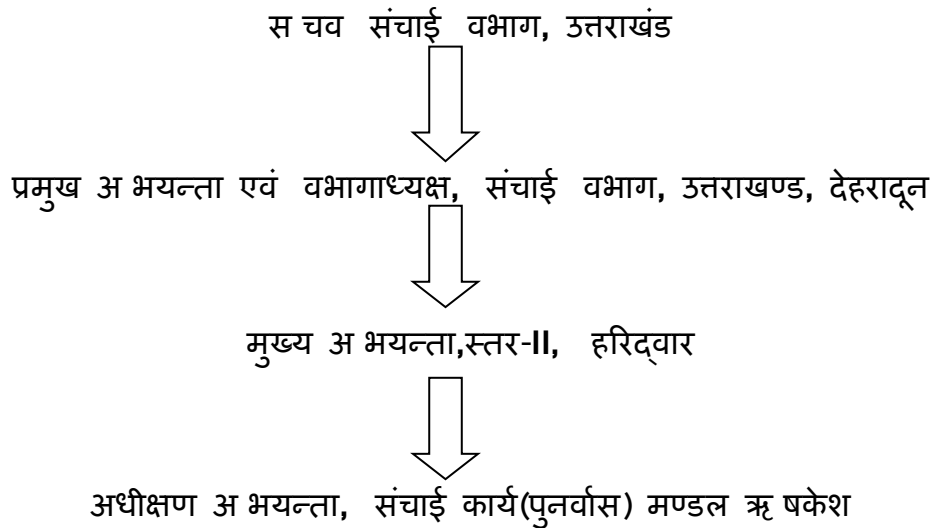 स चव संचाई वभाग, उत्तराखंड
प्रमुख अ भयन्ता एवं वभागाध्यक्ष, संचाई वभाग, उत्तराखण्ड, देहरादून
मुख्य अ भयन्ता,स्तर-II, हरिद्वार
अधीक्षण अ भयन्ता, संचाई कार्य(पुनर्वास) मण्डल ऋ षकेश